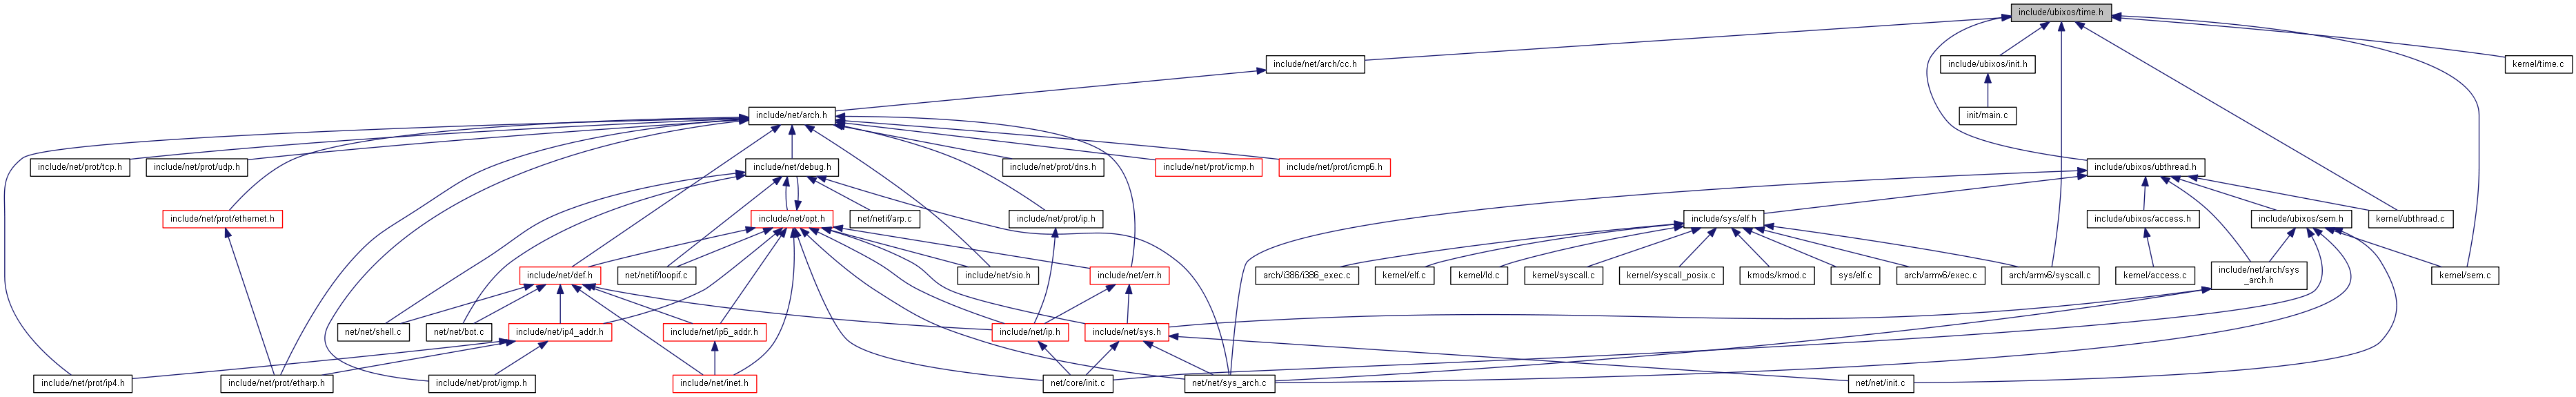 include/ubixos/time.h
include/net/arch/cc.h
include/ubixos/init.h
kernel/time.c
include/net/arch.h
init/main.c
include/net/prot/tcp.h
include/net/prot/udp.h
include/net/debug.h
include/net/prot/dns.h
include/net/prot/icmp.h
include/net/prot/icmp6.h
include/ubixos/ubthread.h
include/net/prot/ethernet.h
include/net/opt.h
net/netif/arp.c
include/net/prot/ip.h
include/sys/elf.h
include/ubixos/access.h
include/ubixos/sem.h
kernel/ubthread.c
include/net/def.h
net/netif/loopif.c
include/net/sio.h
include/net/err.h
arch/i386/i386_exec.c
kernel/elf.c
kernel/ld.c
kernel/syscall.c
kernel/syscall_posix.c
kmods/kmod.c
sys/elf.c
arch/armv6/exec.c
arch/armv6/syscall.c
kernel/access.c
include/net/arch/sys
_arch.h
kernel/sem.c
net/net/shell.c
net/net/bot.c
include/net/ip4_addr.h
include/net/ip6_addr.h
include/net/ip.h
include/net/sys.h
include/net/prot/ip4.h
include/net/prot/etharp.h
include/net/prot/igmp.h
include/net/inet.h
net/core/init.c
net/net/sys_arch.c
net/net/init.c